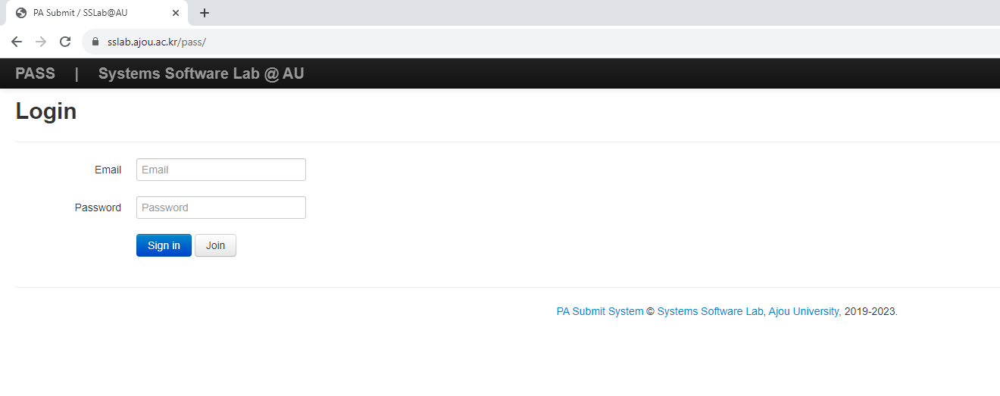 PA Submit / SSLab@AU
sslab.ajou.ac.kr/pass/
PASS | Systems Software Lab @ AU
Login
Email Email
Password Password
Sign in Join
PA Submit System © Systems Software Lab, Ajou University, 2019-2023.